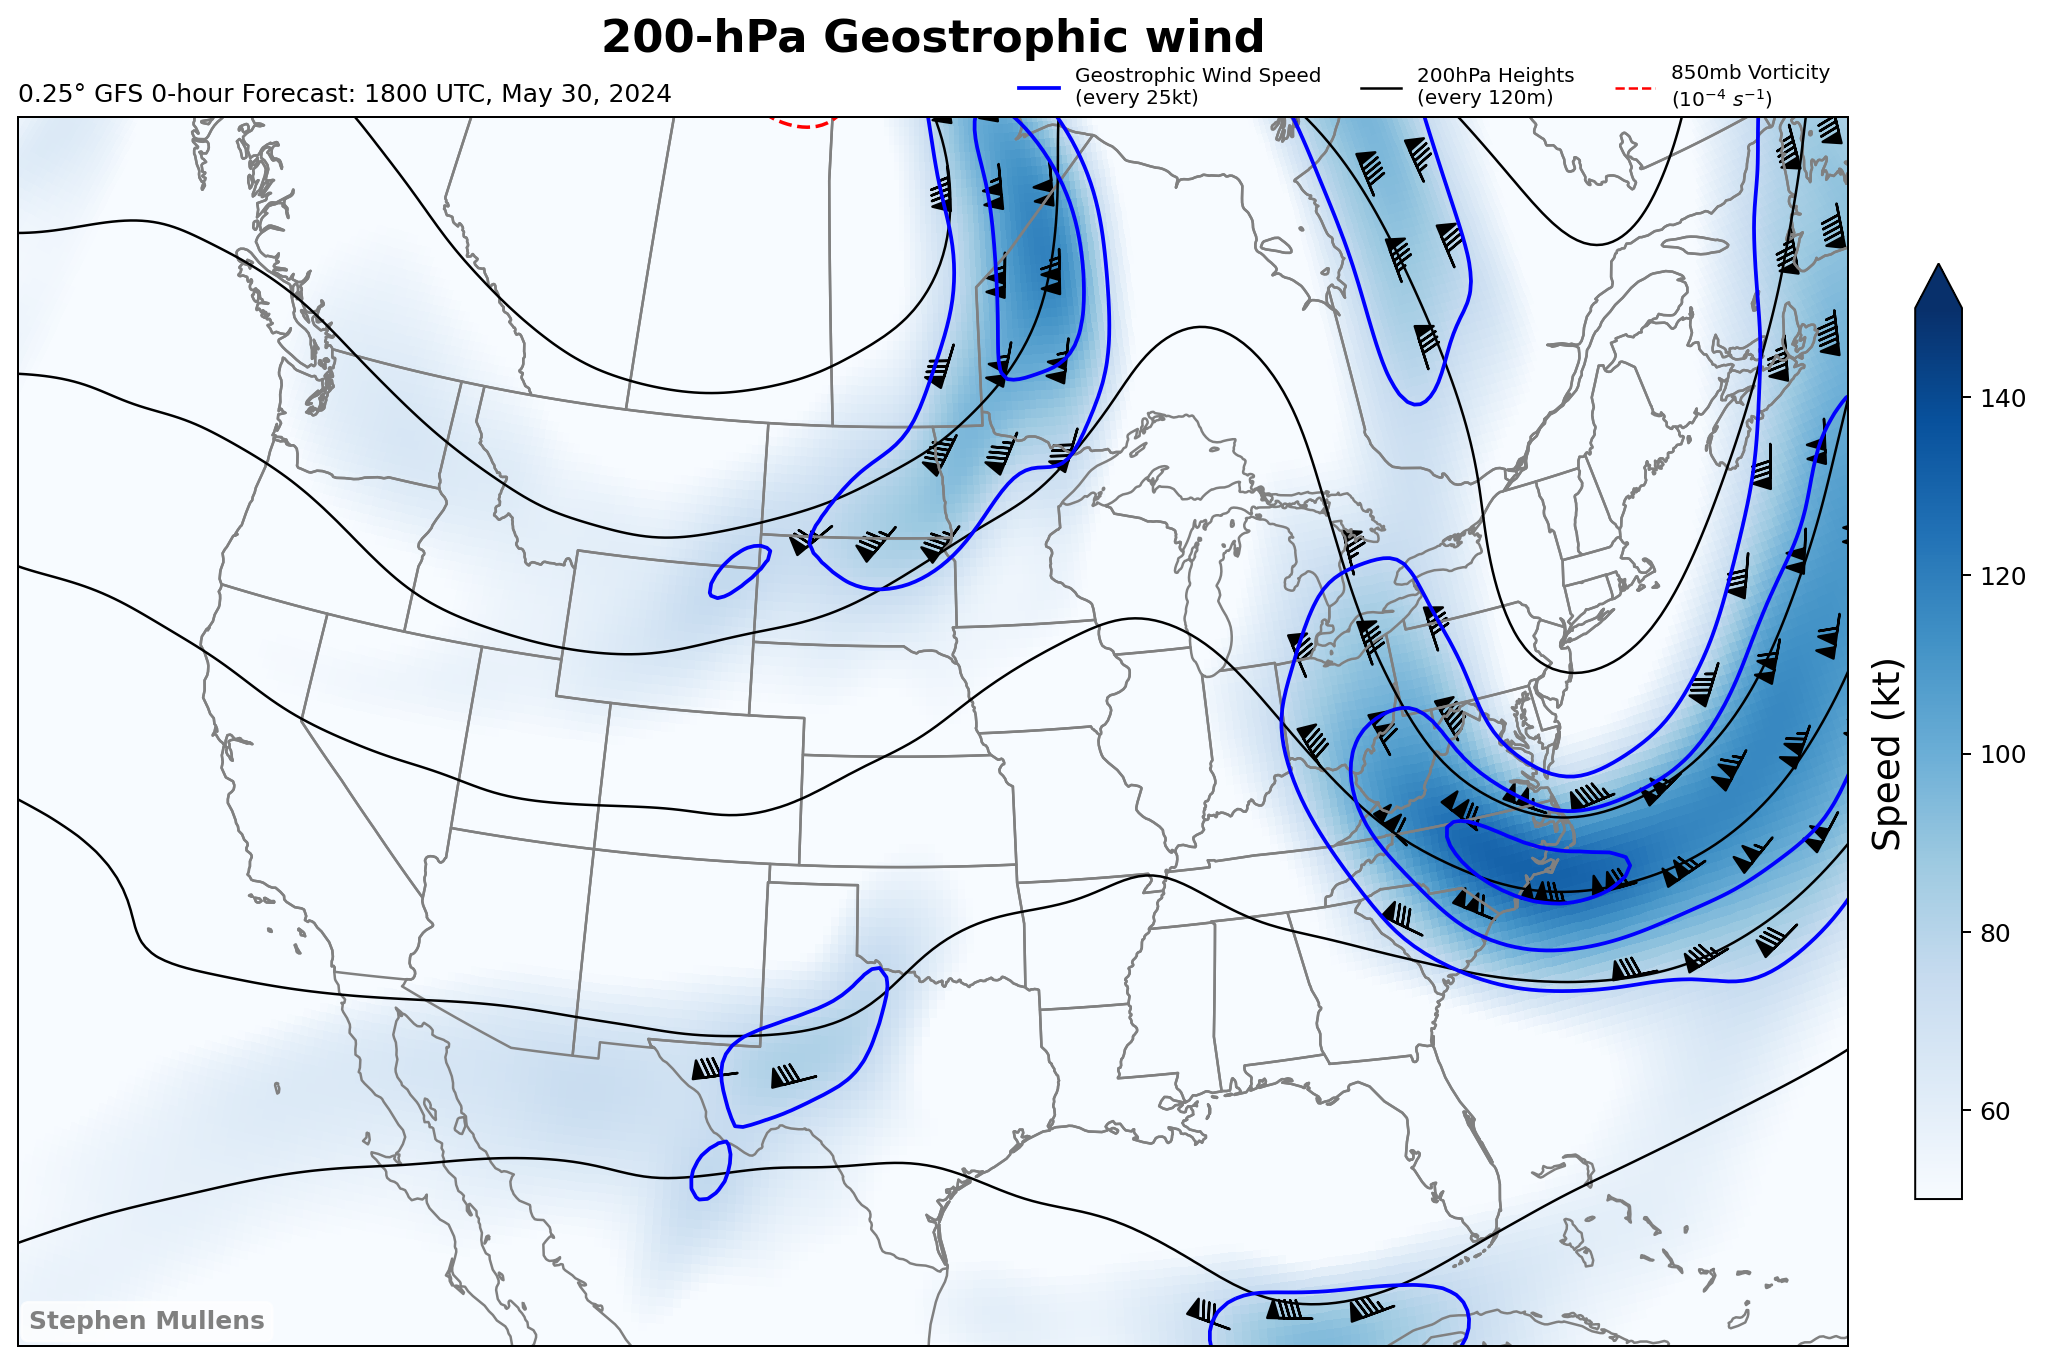 200-hPa Geostrophic wind
0.25° GFS 0-hour Forecast: 1800 UTC, May 30, 2024
Geostrophic Wind Speed
(every 25kt)
200hPa Heights
(every 120m)
850mb Vorticity
(10⁻⁴ s⁻¹)
140
120
100
80
60
Speed (kt)
Stephen Mullens